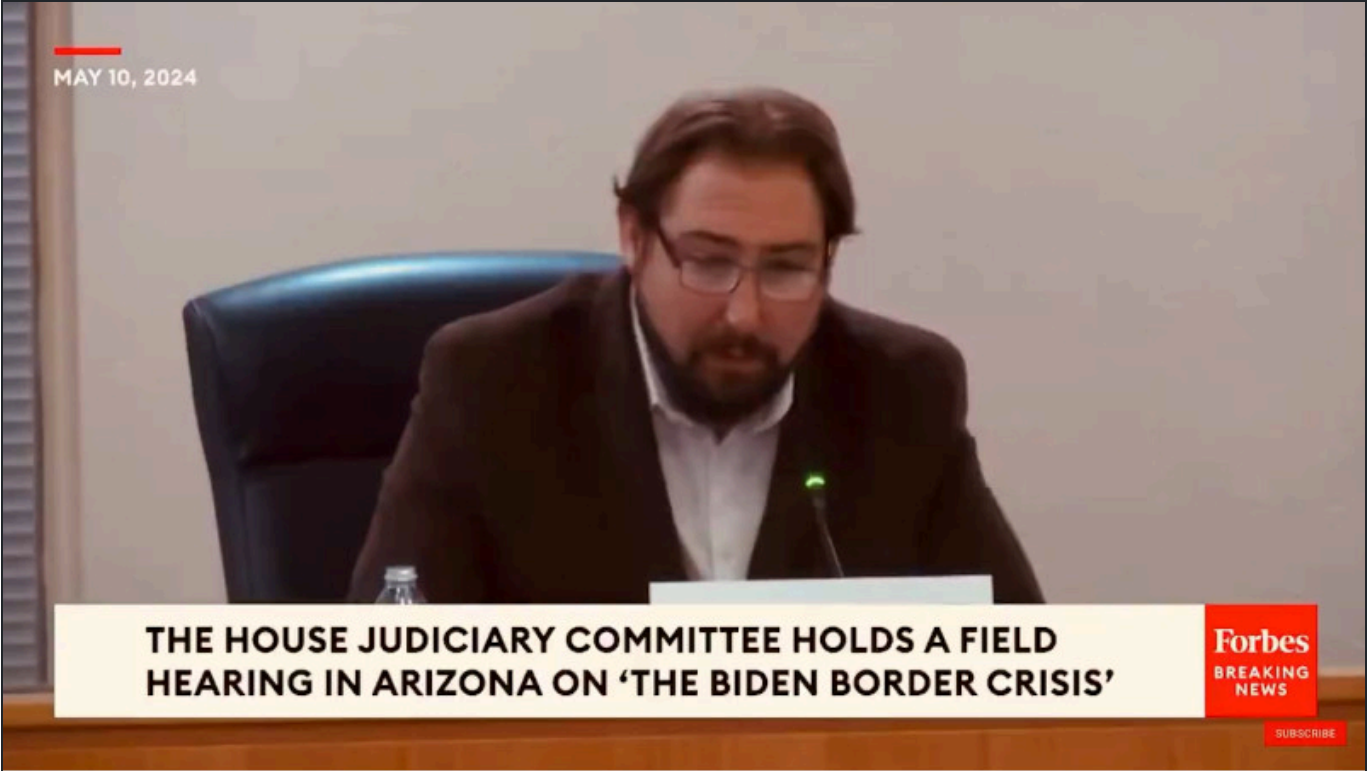 MAY 10, 2024
THE HOUSE JUDICIARY COMMITTEE HOLDS A FIELD
HEARING IN ARIZONA ON ‘THE BIDEN BORDER CRISIS’
Forbes
BREAKING
NEWS
SUBSCRIBE